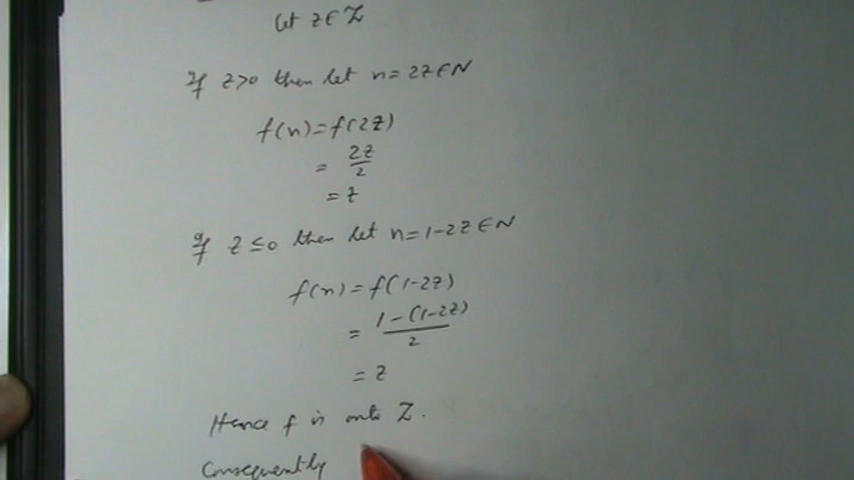 Let z ∈ Z
If z>0 then let n = 2z ∈ N
f(n) = f(2z)
= 2z/2
= z
If z ≤ 0 then let n = 1-2z ∈ N
f(n) = f(1-2z)
= 1-(1-2z)/2
= z
Hence f is onto Z.
Consequently